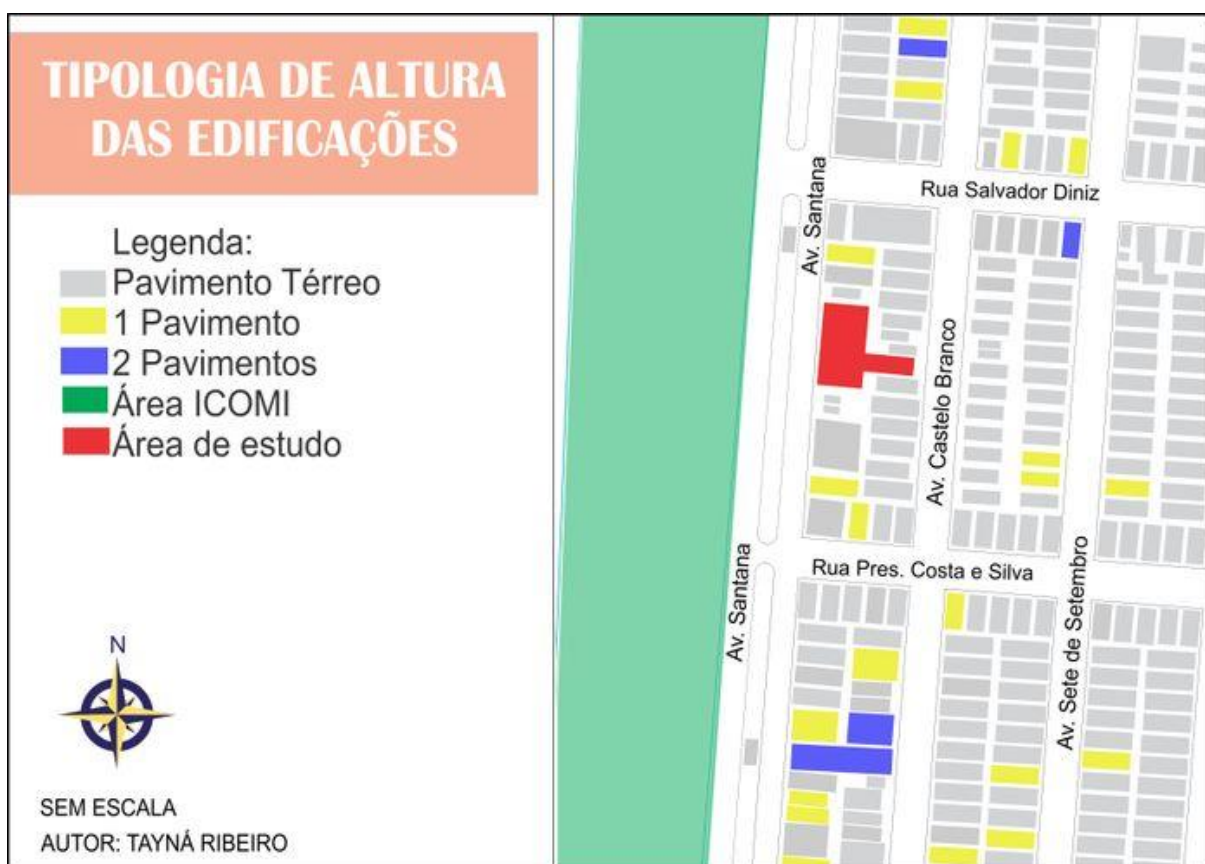 TIPOLOGIA DE ALTURA
DAS EDIFICAÇÕES
Legenda:
Pavimento Térreo
1 Pavimento
2 Pavimentos
Área ICOMI
Área de estudo
N
SEM ESCALA
AUTOR: TAYNÁ RIBEIRO
Av. Santana
Rua Salvador Diniz
Av. Castelo Branco
Rua Pres. Costa e Silva
Av. Santana
Av. Sete de Setembro